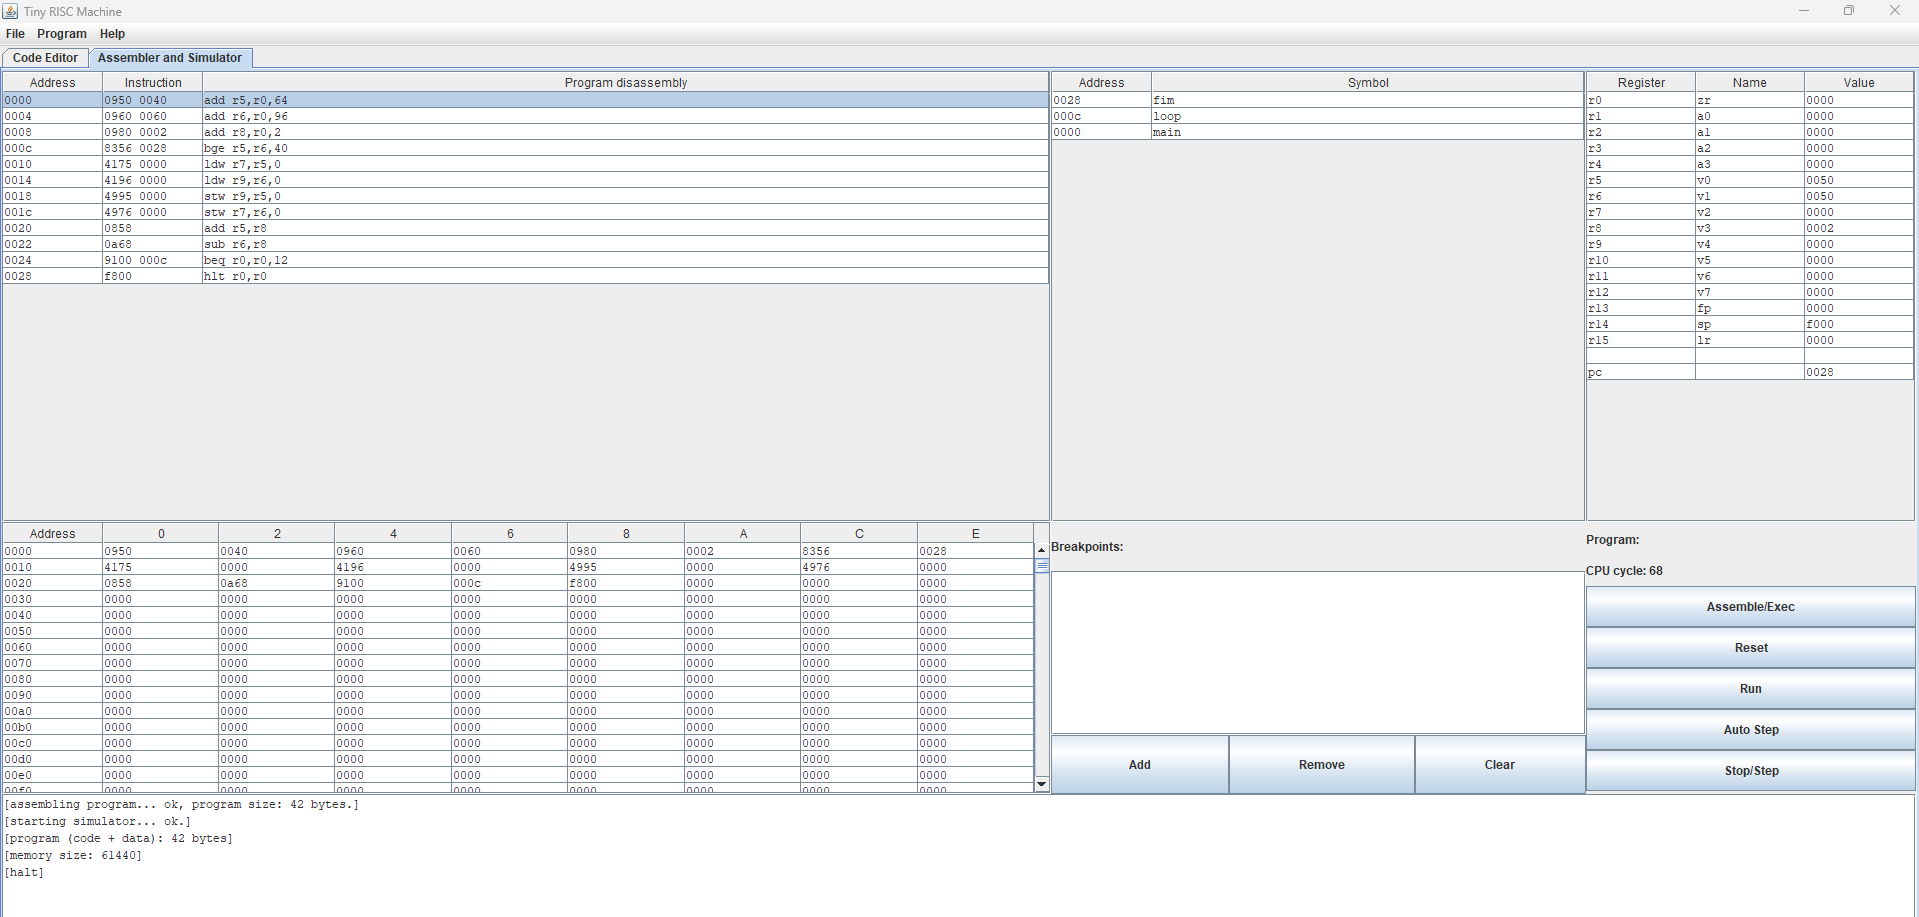 Tiny RISC Machine
File Program Help
Code Editor Assembler and Simulator
Address Instruction Program disassembly
0000 0950 0040 add r5,r0,64
0004 0960 0060 add r6,r0,96
0008 0980 0002 add r8,r0,2
000c 8356 0028 bge r5,r6,40
0010 4175 0000 ldw r7,r5,0
0014 4196 0000 ldw r9,r6,0
0018 4995 0000 stw r9,r5,0
001c 4976 0000 stw r7,r6,0
0020 0858 add r5,r8
0022 0a68 sub r6,r8
0024 9100 000c beq r0,r0,12
0028 f800 hlt r0,r0
Address Symbol
0028 fim
000c loop
0000 main
Register Name Value
r0 zr 0000
r1 a0 0000
r2 a1 0000
r3 a2 0000
r4 a3 0000
r5 v0 0050
r6 v1 0050
r7 v2 0000
r8 v3 0002
r9 v4 0000
r10 v5 0000
r11 v6 0000
r12 v7 0000
r13 fp 0000
r14 sp f000
r15 lr 0000
pc 0028
Address 0 2 4 6 8 A C E
0000 0950 0040 0960 0060 0980 0002 8356 0028
0010 4175 0000 4196 0000 4995 0000 4976 0000
0020 0858 0a68 9100 000c f800 0000 0000 0000
0030 0000 0000 0000 0000 0000 0000 0000 0000
0040 0000 0000 0000 0000 0000 0000 0000 0000
0050 0000 0000 0000 0000 0000 0000 0000 0000
0060 0000 0000 0000 0000 0000 0000 0000 0000
0070 0000 0000 0000 0000 0000 0000 0000 0000
0080 0000 0000 0000 0000 0000 0000 0000 0000
0090 0000 0000 0000 0000 0000 0000 0000 0000
00a0 0000 0000 0000 0000 0000 0000 0000 0000
00b0 0000 0000 0000 0000 0000 0000 0000 0000
00c0 0000 0000 0000 0000 0000 0000 0000 0000
00d0 0000 0000 0000 0000 0000 0000 0000 0000
00e0 0000 0000 0000 0000 0000 0000 0000 0000
00f0 0000 0000 0000 0000 0000 0000 0000 0000
Breakpoints:
Add Remove Clear
Program:
CPU cycle: 68
Assemble/Exec
Reset
Run
Auto Step
Stop/Step
[assembling program... ok, program size: 42 bytes.]
[starting simulator... ok.]
[program (code + data): 42 bytes]
[memory size: 61440]
[halt]